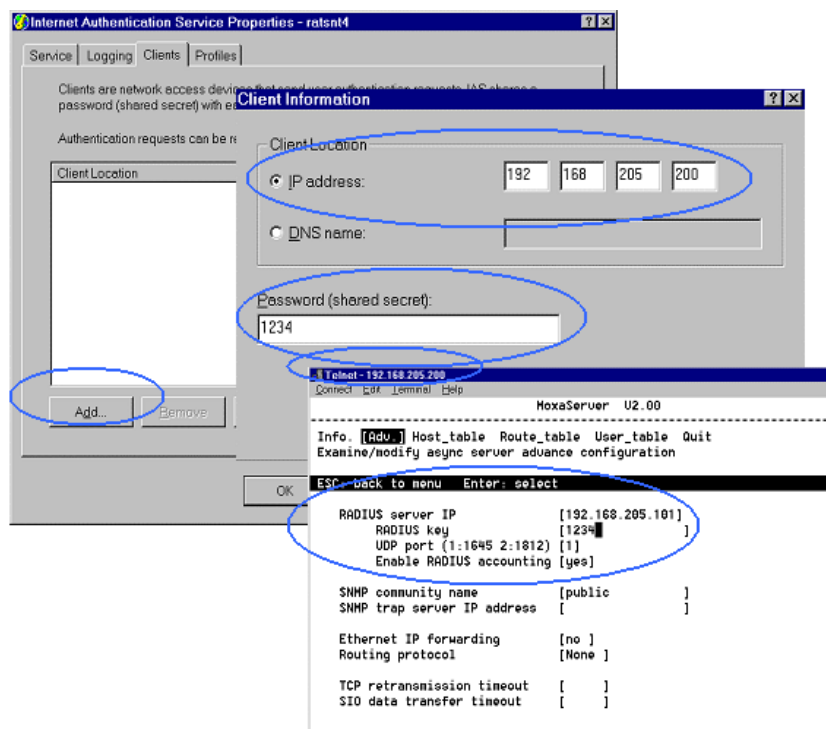 Internet Authentication Service Properties - ratsnt4
Service Logging Clients Profiles
Clients are network access devices that send user authentication requests. IAS shares a
password (shared secret) with ea
Authentication requests can be re
Client Location
Add...
Remove
OK
Client Information
Client Location
IP address: 192 168 205 200
DNS name:
Password (shared secret):
1234
Telnet - 192.168.205.200
Connect Edit Terminal Help
MoxaServer V2.00
Info. [Adv.] Host_table Route_table User_table Quit
Examine/modify async server advance configuration
ESC: back to menu Enter: select
RADIUS server IP [192.168.205.101]
RADIUS key [1234 ]
UDP port (1:1645 2:1812) [1]
Enable RADIUS accounting [yes]
SNMP community name [public ]
SNMP trap server IP address [ ]
Ethernet IP forwarding [no ]
Routing protocol [None ]
TCP retransmission timeout [ ]
SIO data transfer timeout [ ]